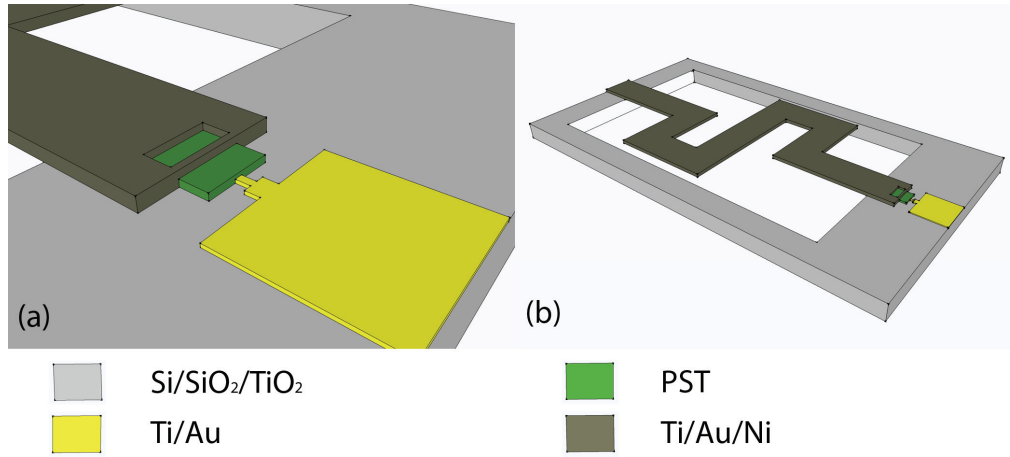 (a)
(b)
Si/SiO₂/TiO₂
PST
Ti/Au
Ti/Au/Ni